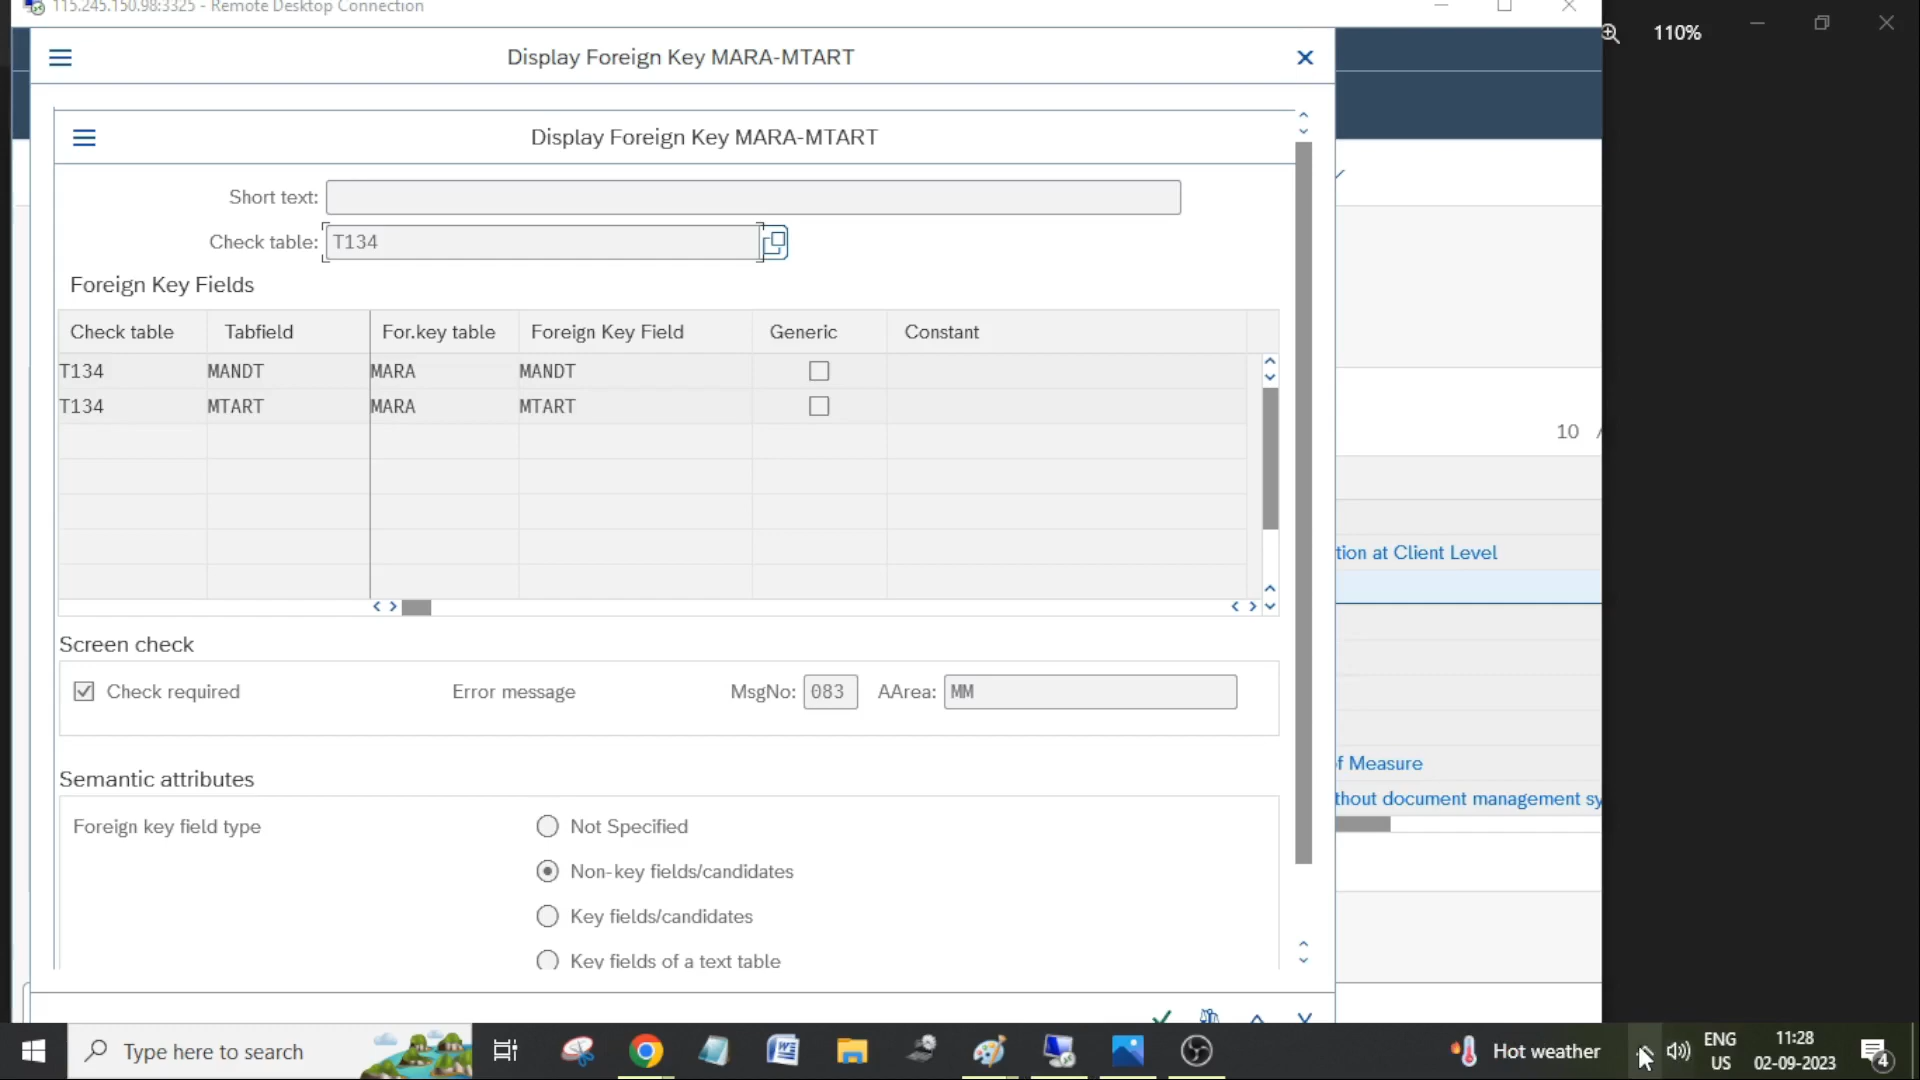 115.245.150.98:3325 - Remote Desktop Connection
110%
Display Foreign Key MARA-MTART
Display Foreign Key MARA-MTART
Short text:
Check table: T134
Foreign Key Fields
Check table Tabfield For.key table Foreign Key Field Generic Constant
T134 MANDT MARA MANDT
T134 MTART MARA MTART
10
tion at Client Level
Screen check
Check required Error message MsgNo: 083 AArea: MM
Semantic attributes
f Measure
thout document management sy
Foreign key field type Not Specified
Non-key fields/candidates
Key fields/candidates
Key fields of a text table
Type here to search
Hot weather
ENG
US
11:28
02-09-2023
4